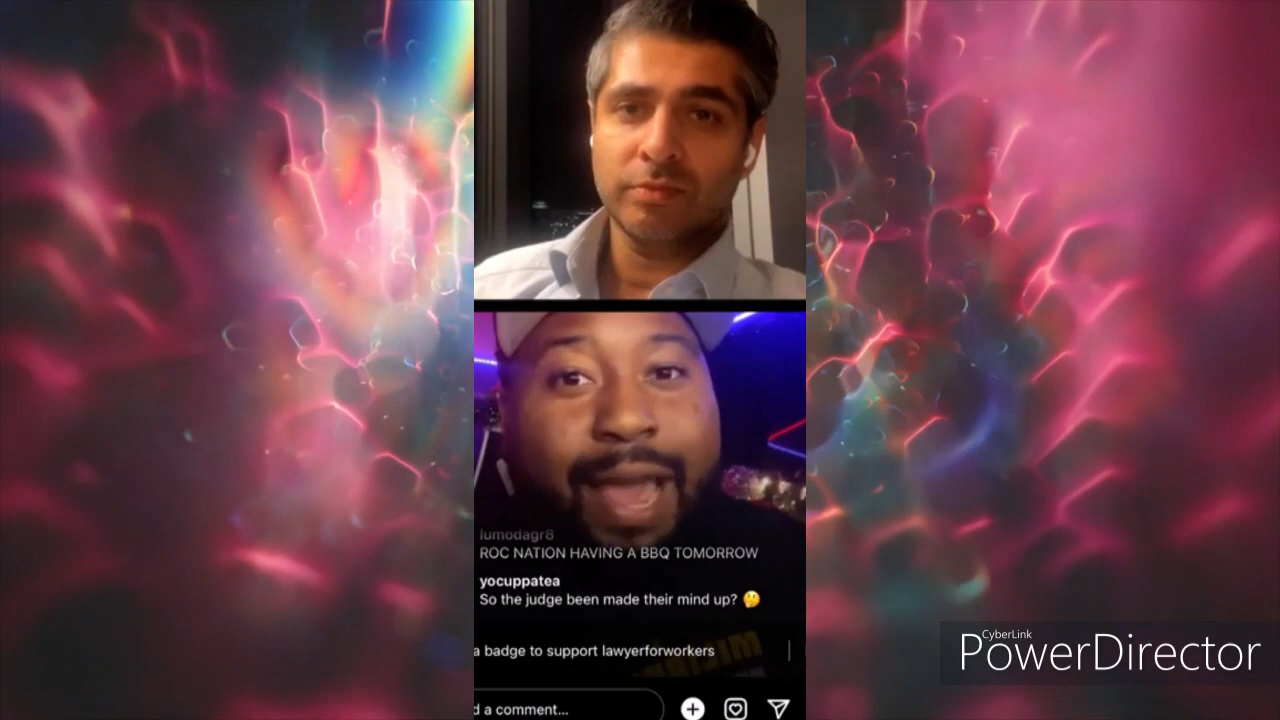 lumodagr8
ROC NATION HAVING A BBQ TOMORROW
yocuppatea
So the judge been made their mind up? 🤔
a badge to support lawyerforworkers
d a comment...
CyberLink
PowerDirector